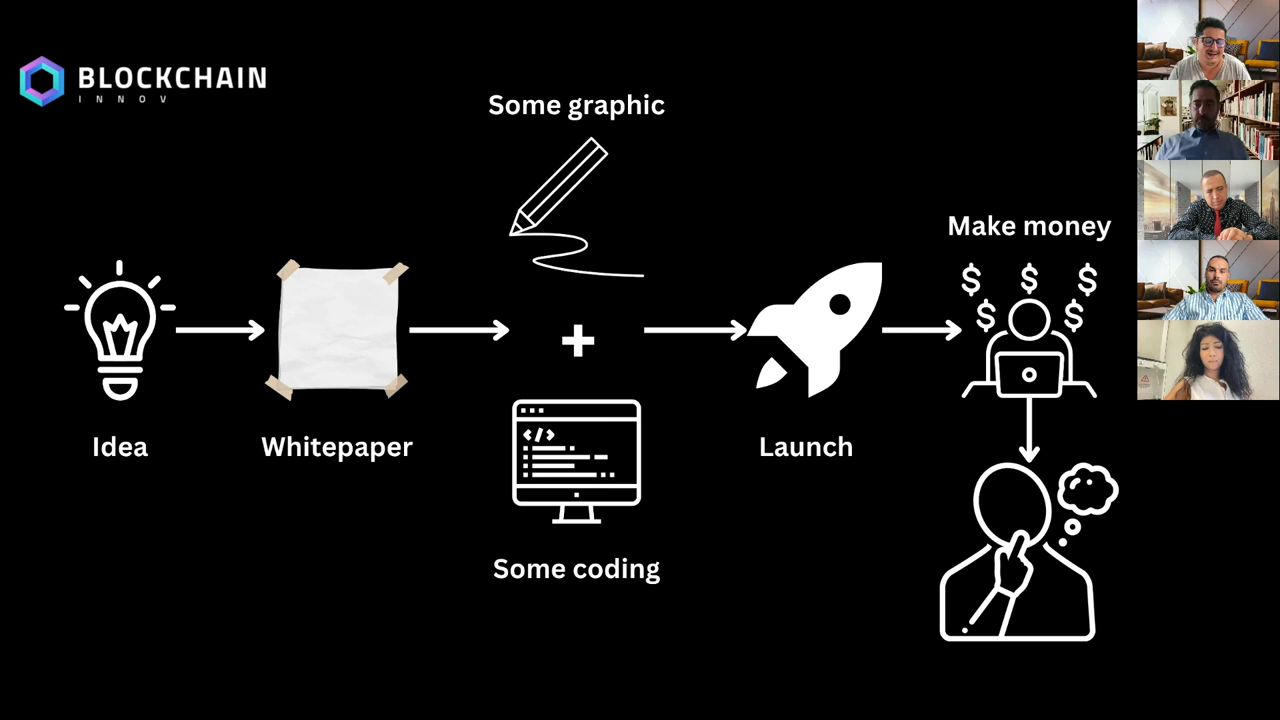 BLOCKCHAIN
INNOV
Some graphic
Make money
$ $ $
$ $
Idea
Whitepaper
</>
Launch
Some coding